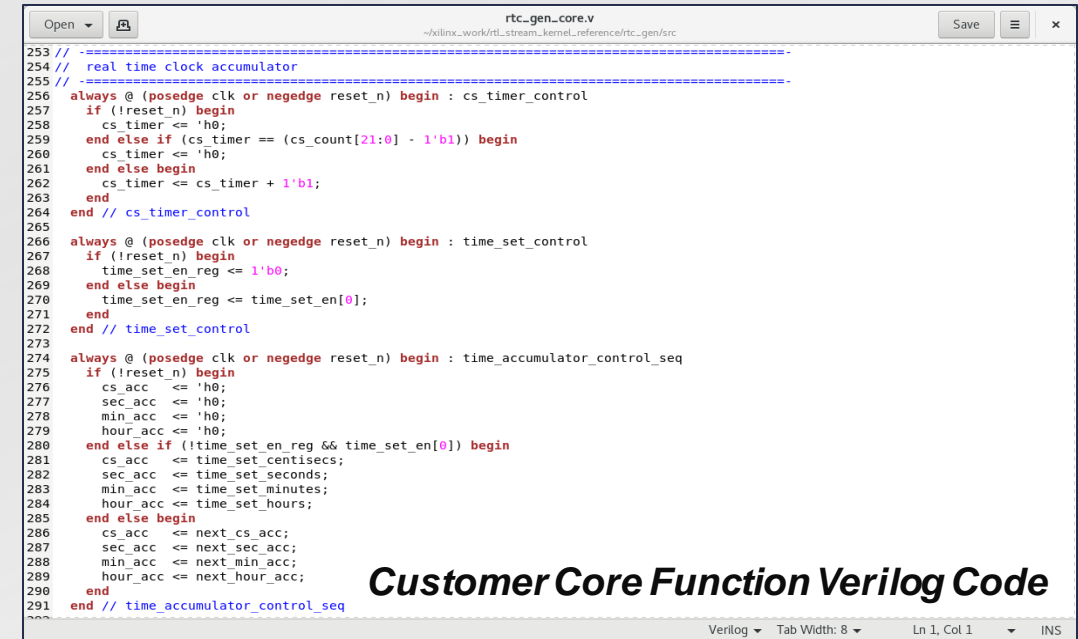 Open
rtc_gen_core.v
~/xilinx_work/rtl_stream_kernel_reference/rtc_gen/src
Save
253 // -=========================================================================================-
254 //  real time clock accumulator
255 // -=========================================================================================-
256   always @ (posedge clk or negedge reset_n) begin : cs_timer_control
257     if (!reset_n) begin
258       cs_timer <= 'h0;
259     end else if (cs_timer == (cs_count[21:0] - 1'b1)) begin
260       cs_timer <= 'h0;
261     end else begin
262       cs_timer <= cs_timer + 1'b1;
263     end
264   end // cs_timer_control
265
266   always @ (posedge clk or negedge reset_n) begin : time_set_control
267     if (!reset_n) begin
268       time_set_en_reg <= 1'b0;
269     end else begin
270       time_set_en_reg <= time_set_en[0];
271     end
272   end // time_set_control
273
274   always @ (posedge clk or negedge reset_n) begin : time_accumulator_control_seq
275     if (!reset_n) begin
276       cs_acc   <= 'h0;
277       sec_acc  <= 'h0;
278       min_acc  <= 'h0;
279       hour_acc <= 'h0;
280     end else if (!time_set_en_reg && time_set_en[0]) begin
281       cs_acc   <= time_set_centisecs;
282       sec_acc  <= time_set_seconds;
283       min_acc  <= time_set_minutes;
284       hour_acc <= time_set_hours;
285     end else begin
286       cs_acc   <= next_cs_acc;
287       sec_acc  <= next_sec_acc;
288       min_acc  <= next_min_acc;
289       hour_acc <= next_hour_acc;
290     end
291   end // time_accumulator_control_seq
Customer Core Function Verilog Code
Verilog Tab Width: 8 Ln 1, Col 1 INS